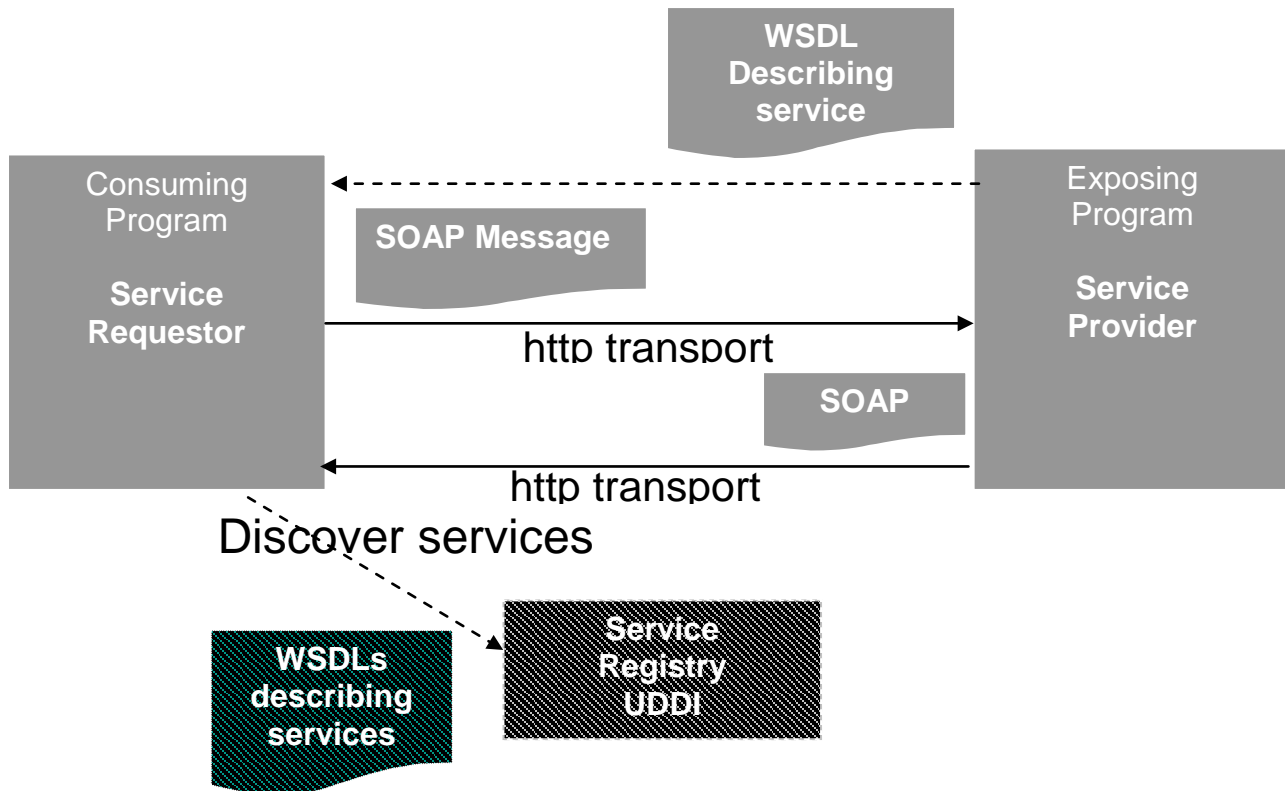 WSDL
Describing
service
Consuming
Program
Service
Requestor
Exposing
Program
Service
Provider
SOAP Message
http transport
SOAP
http transport
Discover services
Service
Registry
UDDI
WSDLs
describing
services